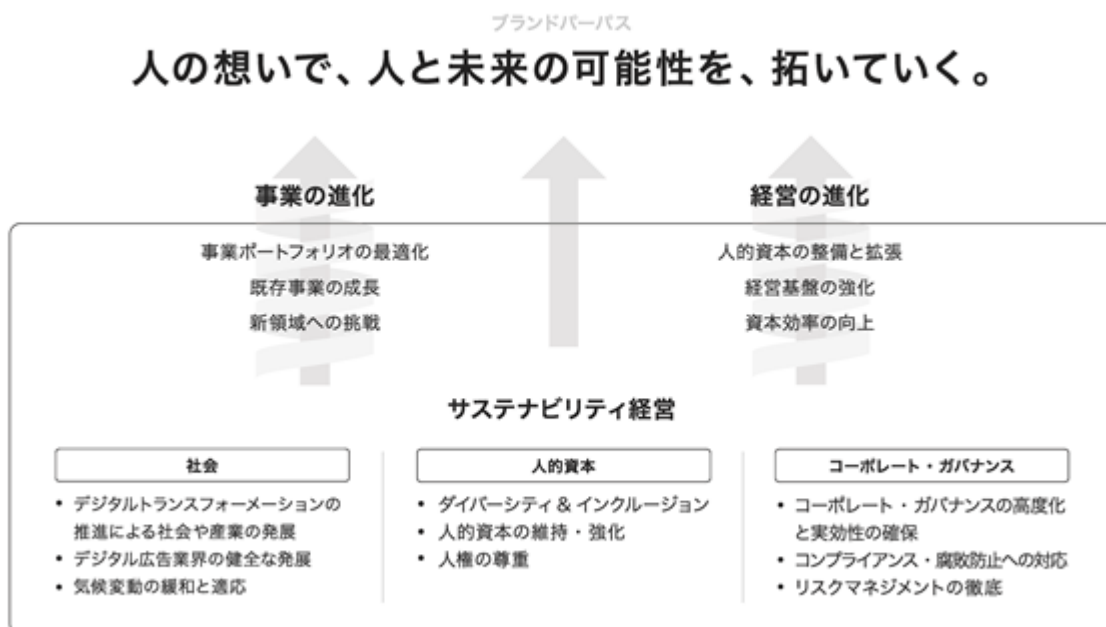 ブランドパーパス
人の想いで、人と未来の可能性を、拓いていく。
事業の進化
事業ポートフォリオの最適化
既存事業の成長
新領域への挑戦
経営の進化
人的資本の整備と拡張
経営基盤の強化
資本効率の向上
サステナビリティ経営
社会
• デジタルトランスフォーメーションの
推進による社会や産業の発展
• デジタル広告業界の健全な発展
• 気候変動の緩和と適応
人的資本
• ダイバーシティ & インクルージョン
• 人的資本の維持・強化
• 人権の尊重
コーポレート・ガバナンス
• コーポレート・ガバナンスの高度化
と実効性の確保
• コンプライアンス・腐敗防止への対応
• リスクマネジメントの徹底